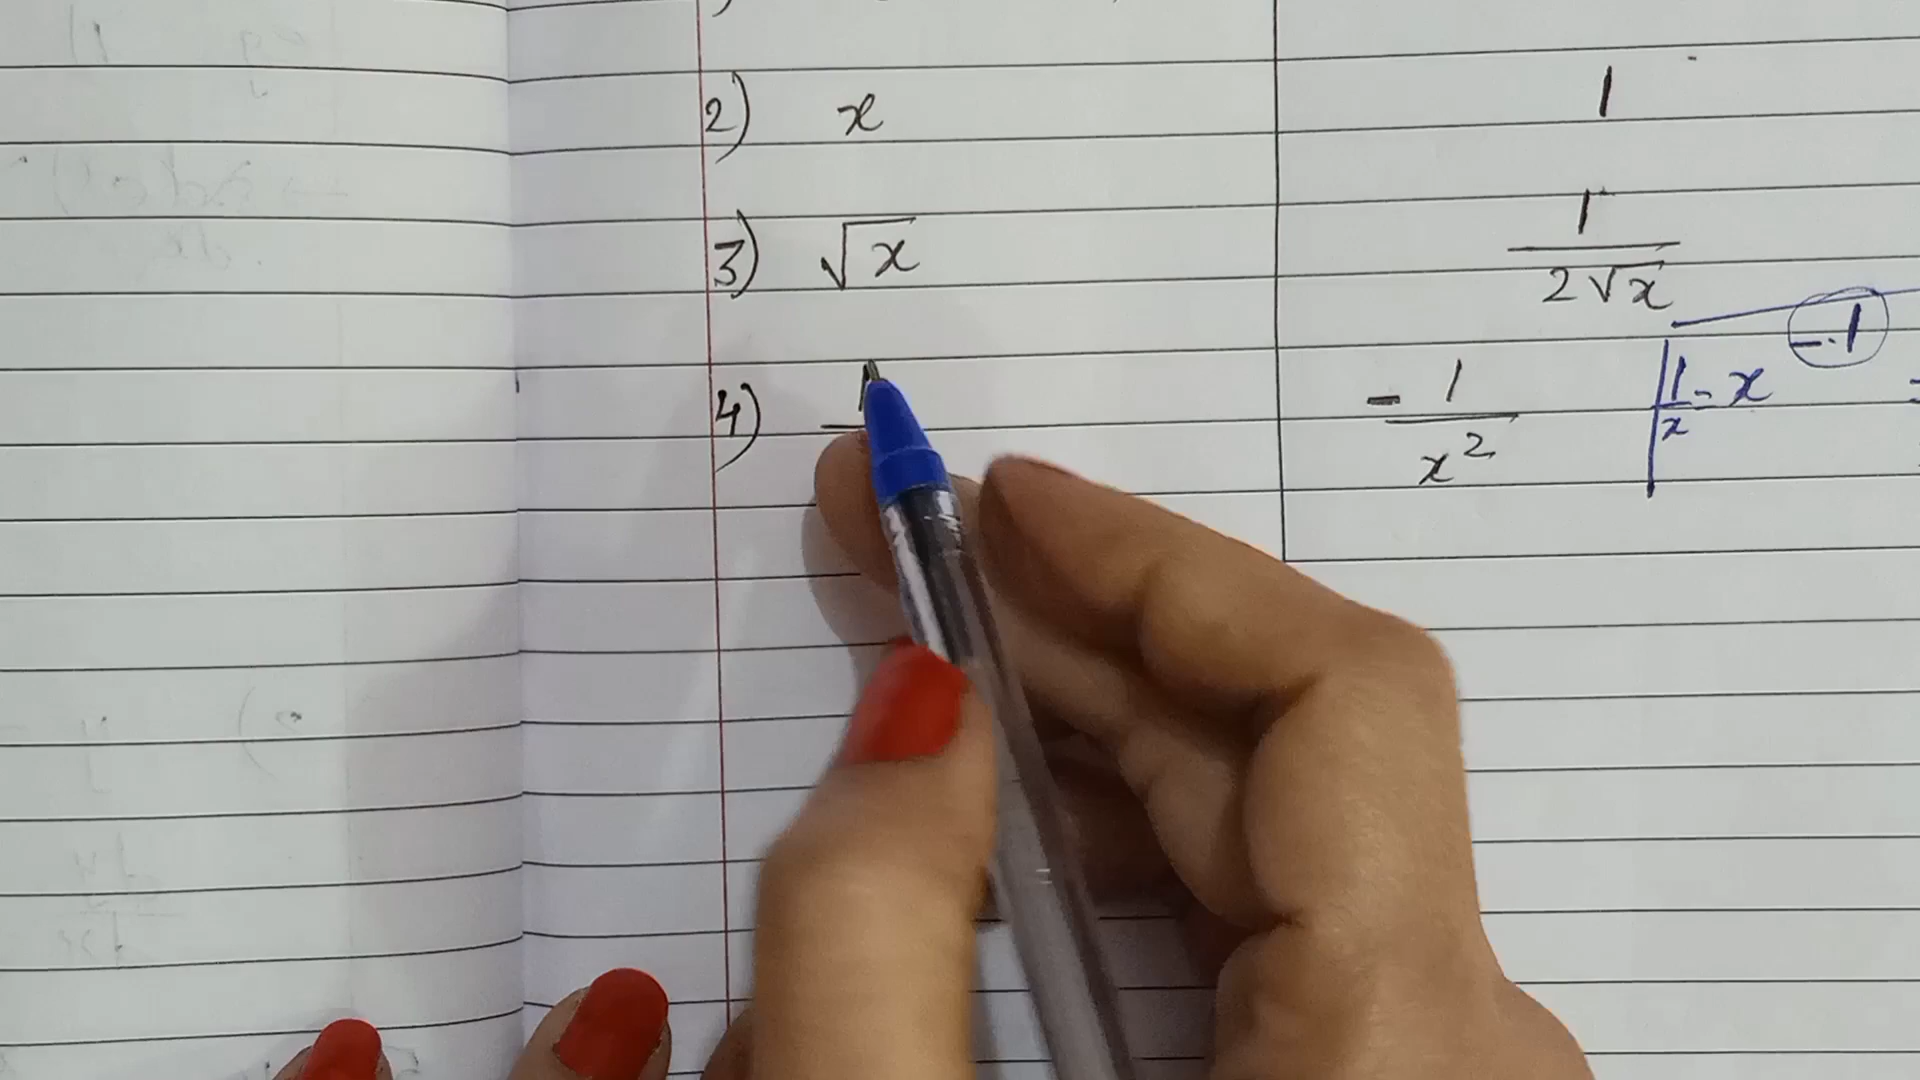 2) x 1
3) √x 1/(2√x)
4) 1/ - 1/x² | 1/x = x⁻¹